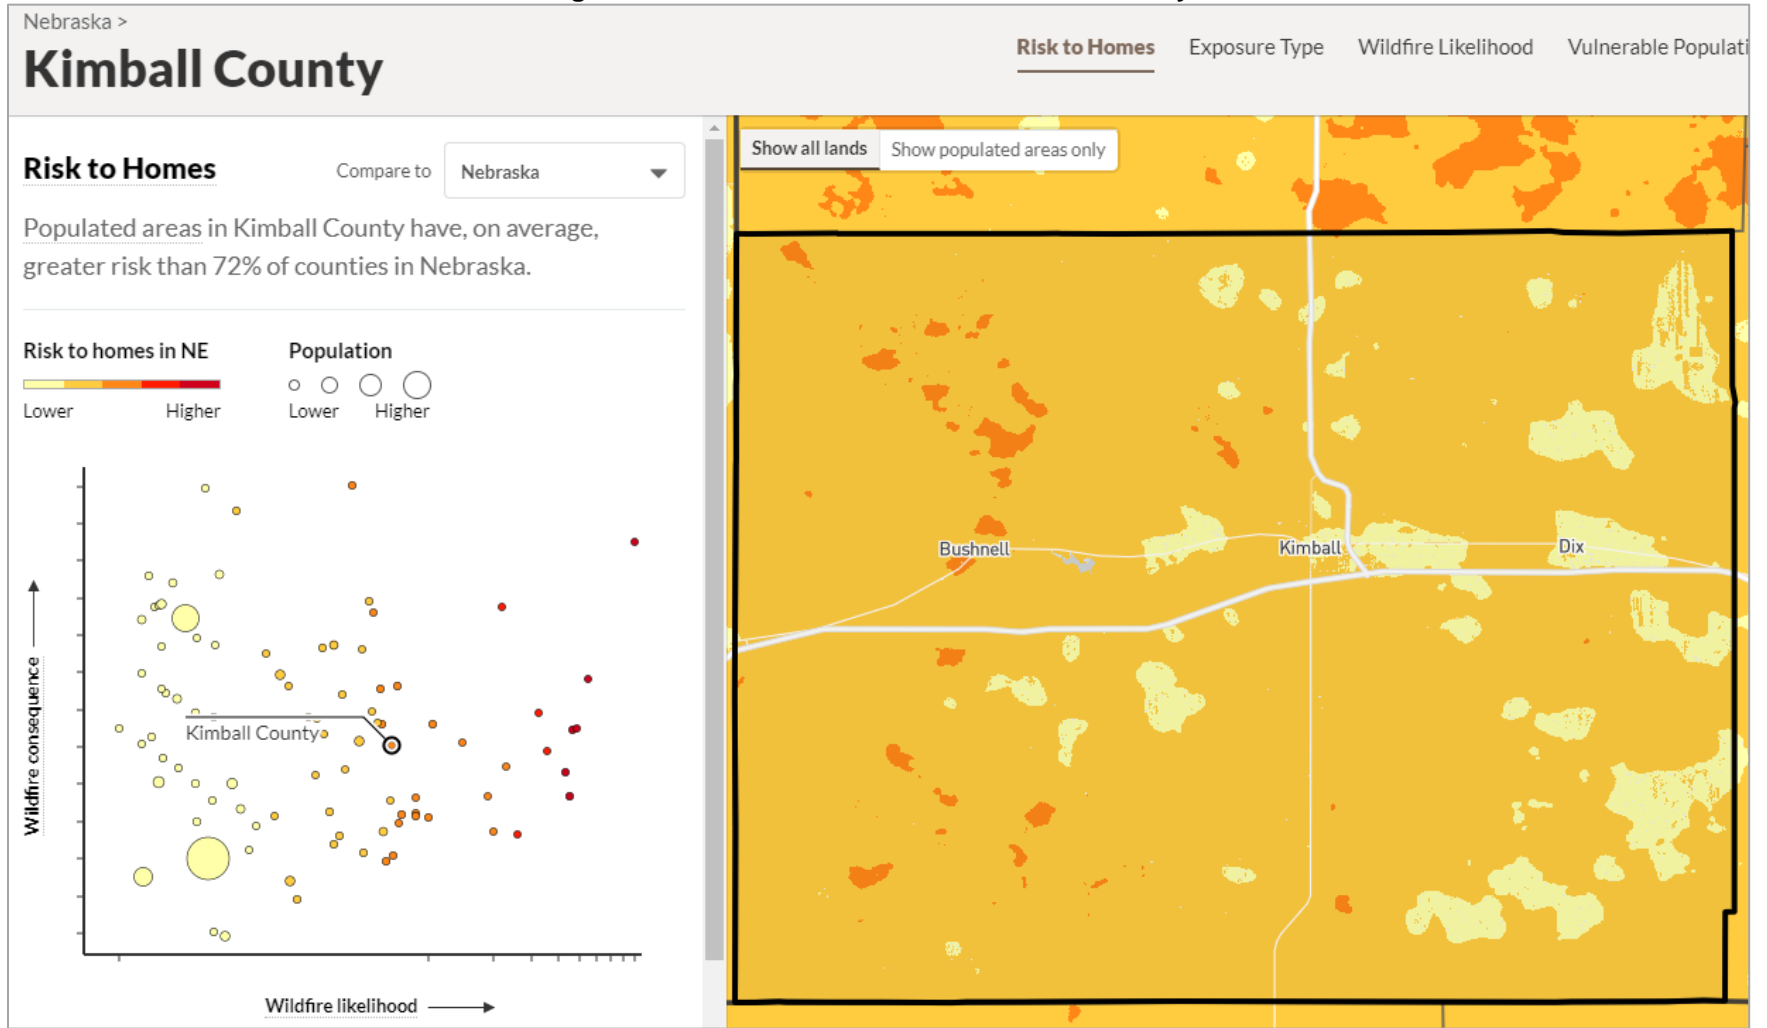 Nebraska >
Kimball County
Risk to Homes
Exposure Type
Wildfire Likelihood
Vulnerable Populati
Risk to Homes
Compare to
Nebraska
Populated areas in Kimball County have, on average,
greater risk than 72% of counties in Nebraska.
Risk to homes in NE
Lower
Higher
Population
Lower
Higher
Wildfire consequence
Kimball County
Wildfire likelihood
Show all lands
Show populated areas only
Bushnell
Kimball
Dix